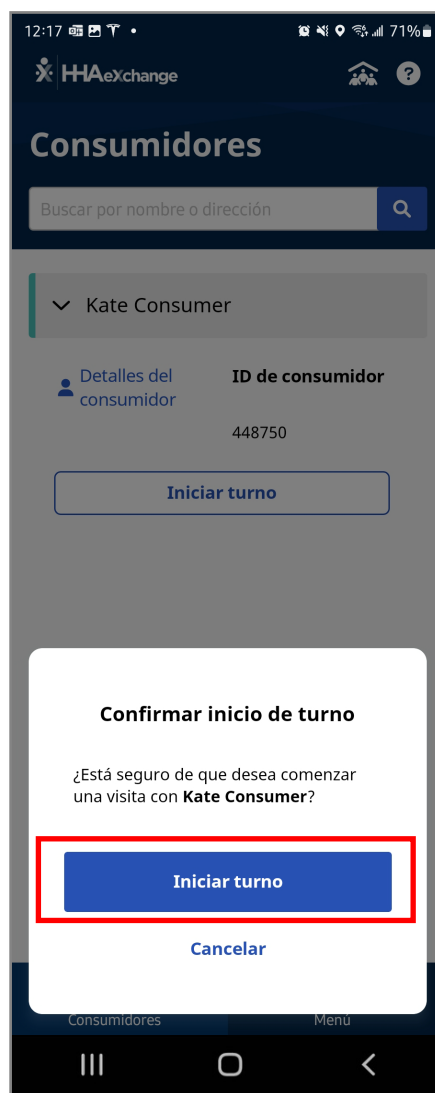 12:17
71%
HHAeXchange
Consumidores
Buscar por nombre o dirección
Kate Consumer
Detalles del
consumidor
ID de consumidor
448750
Iniciar turno
Confirmar inicio de turno
¿Está seguro de que desea comenzar
una visita con Kate Consumer?
Iniciar turno
Cancelar
Consumidores
Menú